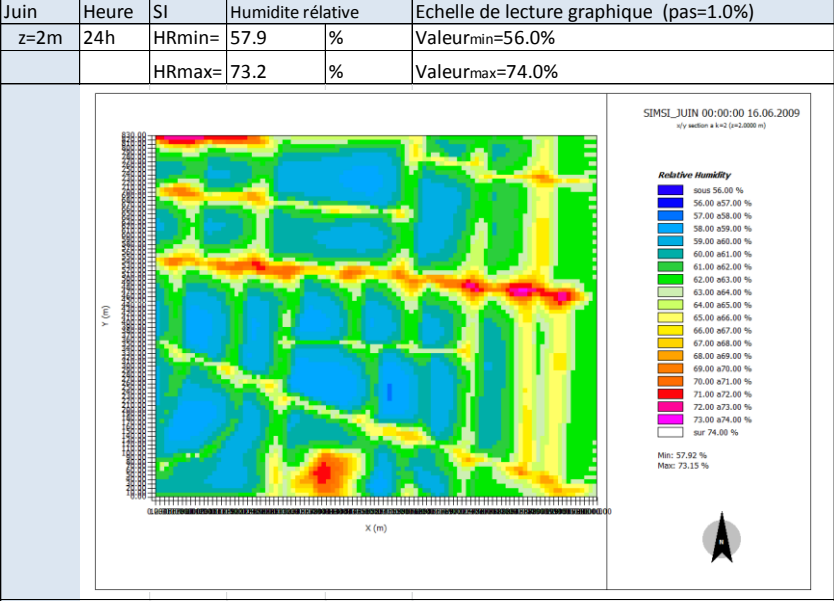 Juin Heure SI Humidite rélative Echelle de lecture graphique (pas=1.0%)
z=2m 24h HRmin= 57.9 % Valeurmin=56.0%
HRmax= 73.2 % Valeurmax=74.0%
SIMSI_JUIN 00:00:00 16.06.2009
x/y section a k=2 (z=2.0000 m)
Relative Humidity
sous 56.00 %
56.00 a57.00 %
57.00 a58.00 %
58.00 a59.00 %
59.00 a60.00 %
60.00 a61.00 %
61.00 a62.00 %
62.00 a63.00 %
63.00 a64.00 %
64.00 a65.00 %
65.00 a66.00 %
66.00 a67.00 %
67.00 a68.00 %
68.00 a69.00 %
69.00 a70.00 %
70.00 a71.00 %
71.00 a72.00 %
72.00 a73.00 %
73.00 a74.00 %
sur 74.00 %
Min: 57.92 %
Max: 73.15 %
N
Y (m)
X (m)